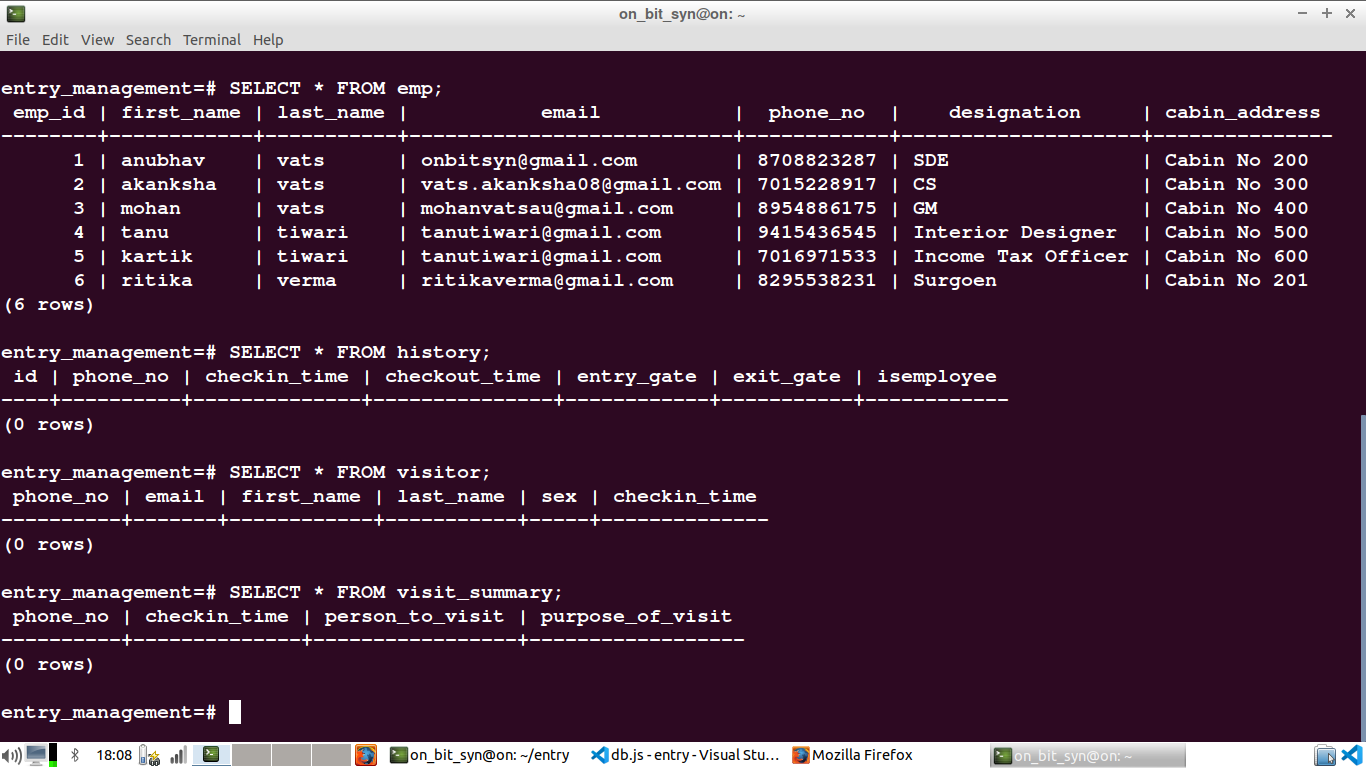 on_bit_syn@on: ~
File Edit View Search Terminal Help
entry_management=# SELECT * FROM emp;
 emp_id | first_name | last_name |           email           |  phone_no  |    designation     | cabin_address
--------+------------+-----------+---------------------------+------------+--------------------+---------------
      1 | anubhav    | vats      | onbitsyn@gmail.com        | 8708823287 | SDE                | Cabin No 200
      2 | akanksha   | vats      | vats.akanksha08@gmail.com | 7015228917 | CS                 | Cabin No 300
      3 | mohan      | vats      | mohanvatsau@gmail.com     | 8954886175 | GM                 | Cabin No 400
      4 | tanu       | tiwari    | tanutiwari@gmail.com      | 9415436545 | Interior Designer  | Cabin No 500
      5 | kartik     | tiwari    | tanutiwari@gmail.com      | 7016971533 | Income Tax Officer | Cabin No 600
      6 | ritika     | verma     | ritikaverma@gmail.com     | 8295538231 | Surgoen            | Cabin No 201
(6 rows)
entry_management=# SELECT * FROM history;
 id | phone_no | checkin_time | checkout_time | entry_gate | exit_gate | isemployee
----+----------+--------------+---------------+------------+-----------+------------
(0 rows)
entry_management=# SELECT * FROM visitor;
 phone_no | email | first_name | last_name | sex | checkin_time
----------+-------+------------+-----------+-----+--------------
(0 rows)
entry_management=# SELECT * FROM visit_summary;
 phone_no | checkin_time | person_to_visit | purpose_of_visit
----------+--------------+-----------------+------------------
(0 rows)
entry_management=#
18:08 on_bit_syn@on: ~/entry db.js - entry - Visual Stu... Mozilla Firefox on_bit_syn@on: ~